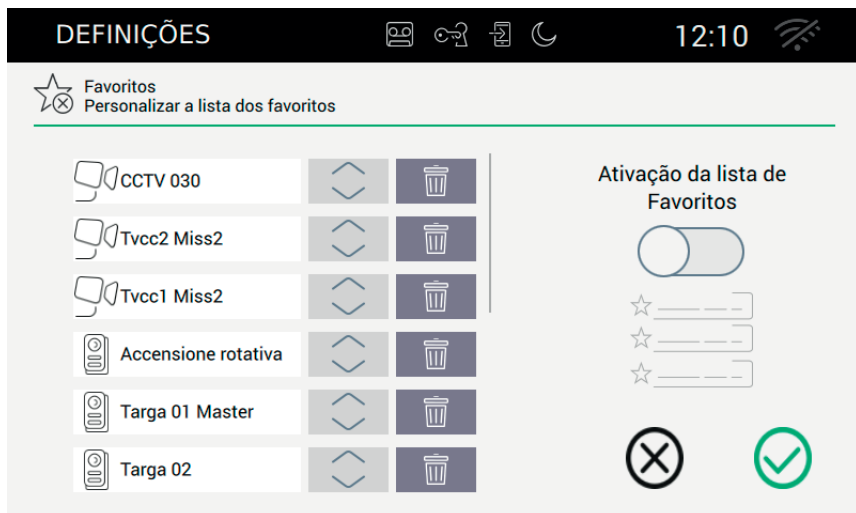 DEFINIÇÕES
12:10
Favoritos
Personalizar a lista dos favoritos
CCTV 030
Tvcc2 Miss2
Tvcc1 Miss2
Accensione rotativa
Targa 01 Master
Targa 02
Ativação da lista de
Favoritos